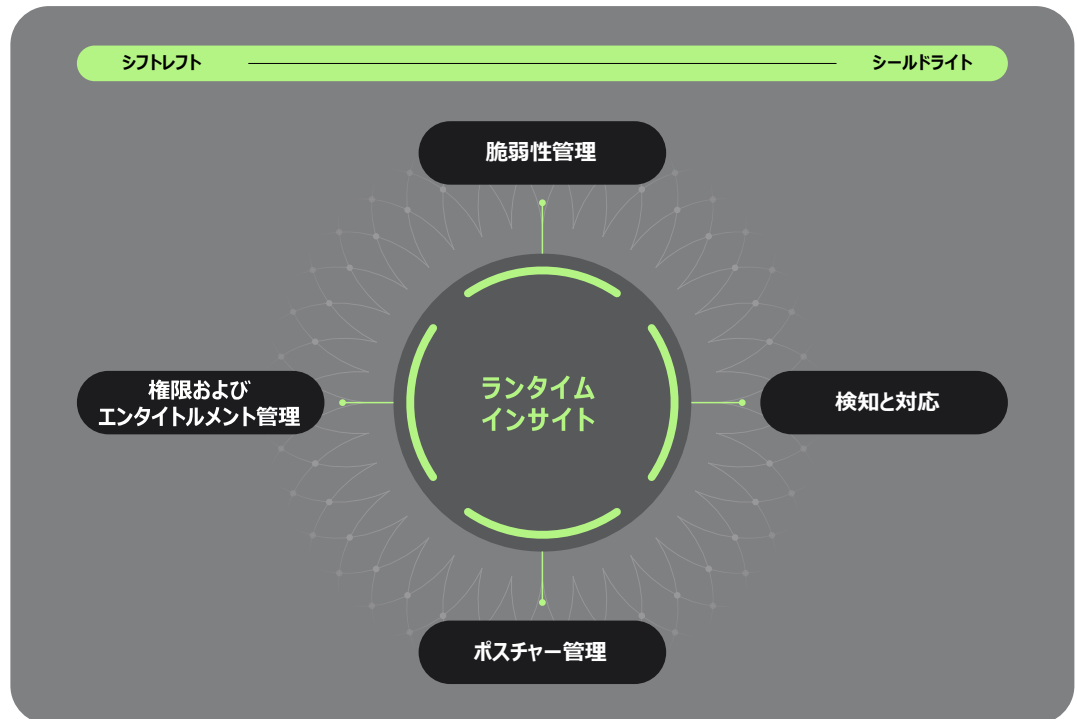 シフトレフト
シールドライト
脆弱性管理
権限および
エンタイトルメント管理
ランタイム
インサイト
検知と対応
ポスチャー管理